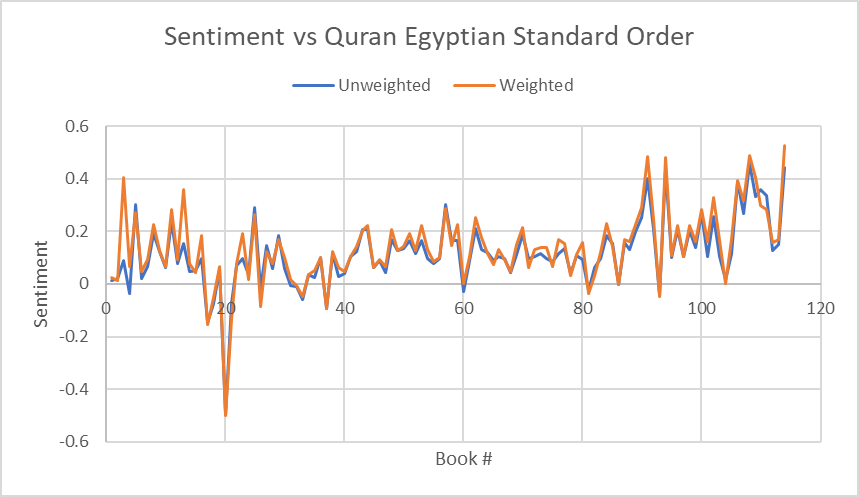 Sentiment vs Quran Egyptian Standard Order
Unweighted Weighted
0.6
0.4
0.2
0
-0.2
-0.4
-0.6
0 20 40 60 80 100 120
Sentiment
Book #